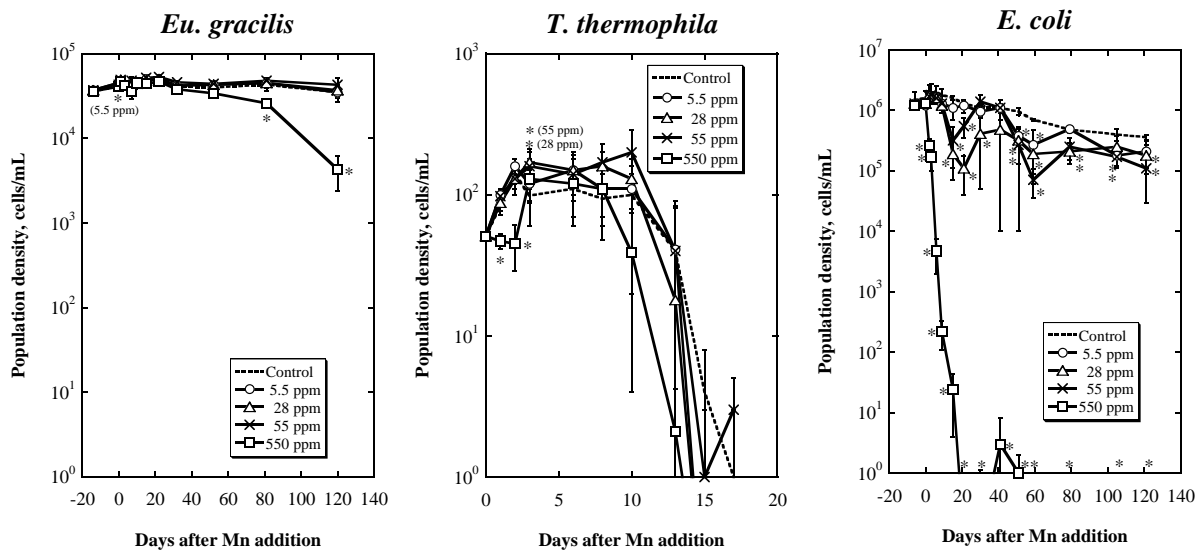 Eu. gracilis
10^5
10^4
10^3
10^2
10^1
10^0
Population density, cells/mL
*
(5.5 ppm)
*
*
Control
5.5 ppm
28 ppm
55 ppm
550 ppm
-20 0 20 40 60 80 100 120 140
Days after Mn addition
T. thermophila
10^3
10^2
10^1
10^0
Population density, cells/mL
* (55 ppm)
* (28 ppm)
*
*
Control
5.5 ppm
28 ppm
55 ppm
550 ppm
0 5 10 15 20
Days after Mn addition
E. coli
10^7
10^6
10^5
10^4
10^3
10^2
10^1
10^0
Population density, cells/mL
Control
5.5 ppm
28 ppm
55 ppm
550 ppm
* * * * * * *
-20 0 20 40 60 80 100 120 140
Days after Mn addition